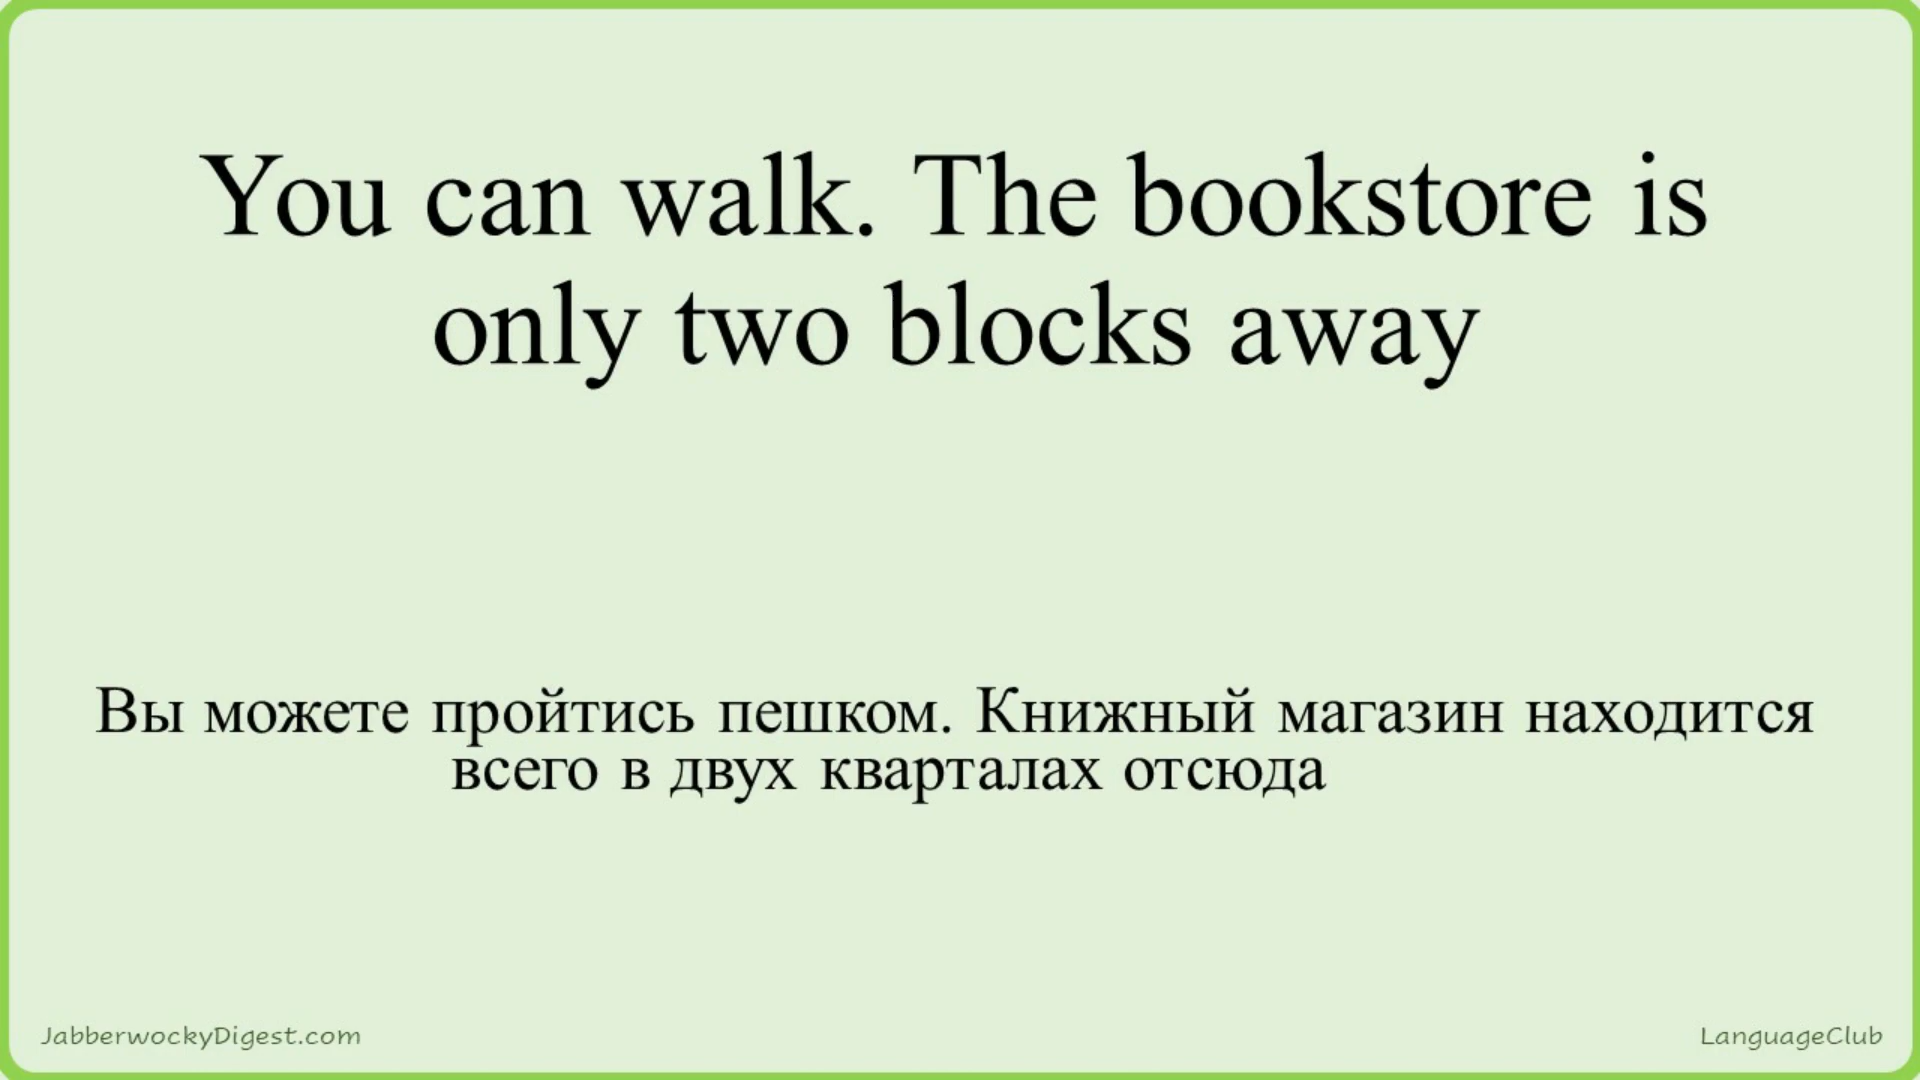 You can walk. The bookstore is
only two blocks away
Вы можете пройтись пешком. Книжный магазин находится
всего в двух кварталах отсюда
JabberwockyDigest.com
LanguageClub